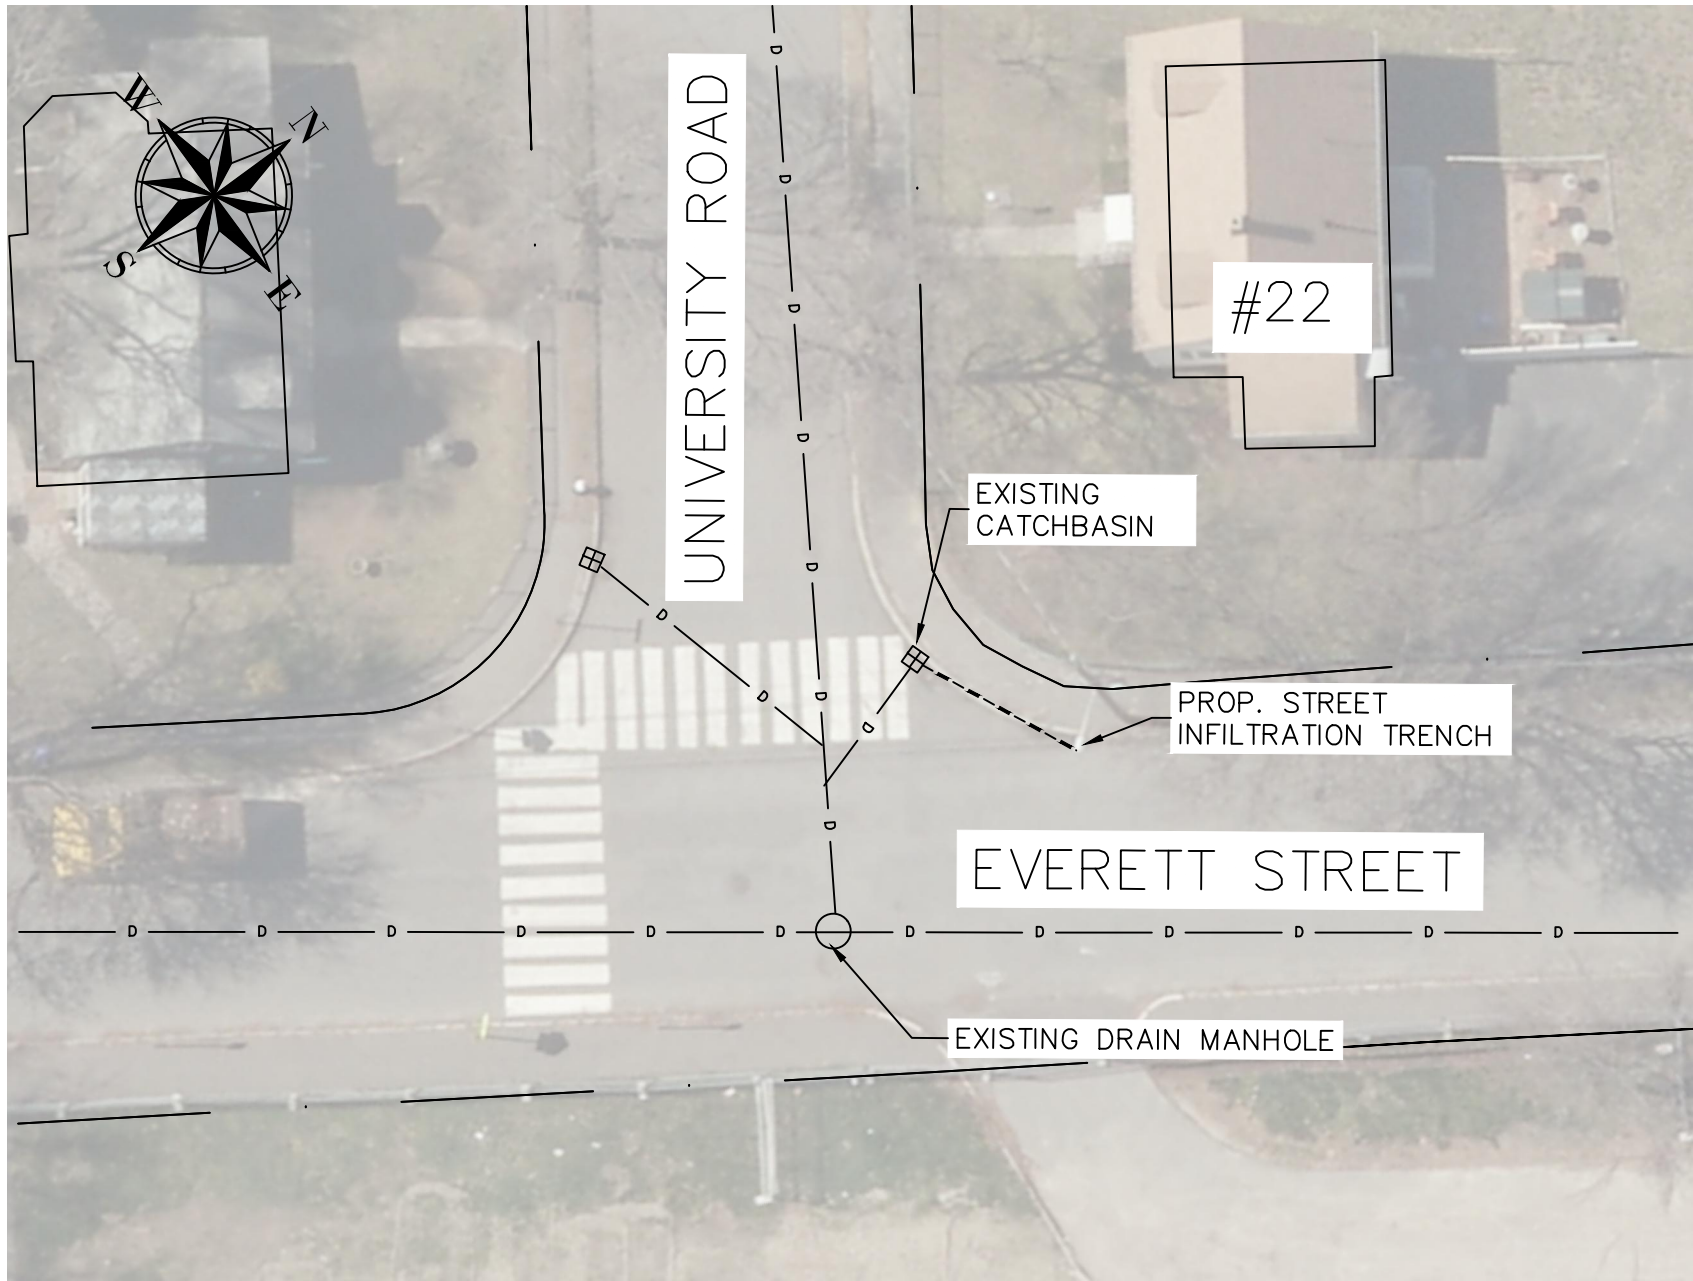 W
N
S
E
UNIVERSITY ROAD
#22
EXISTING
CATCHBASIN
PROP. STREET
INFILTRATION TRENCH
D
D
D
D
D
D
D
D
D
D
EVERETT STREET
D D D D D D D D D D D D
EXISTING DRAIN MANHOLE